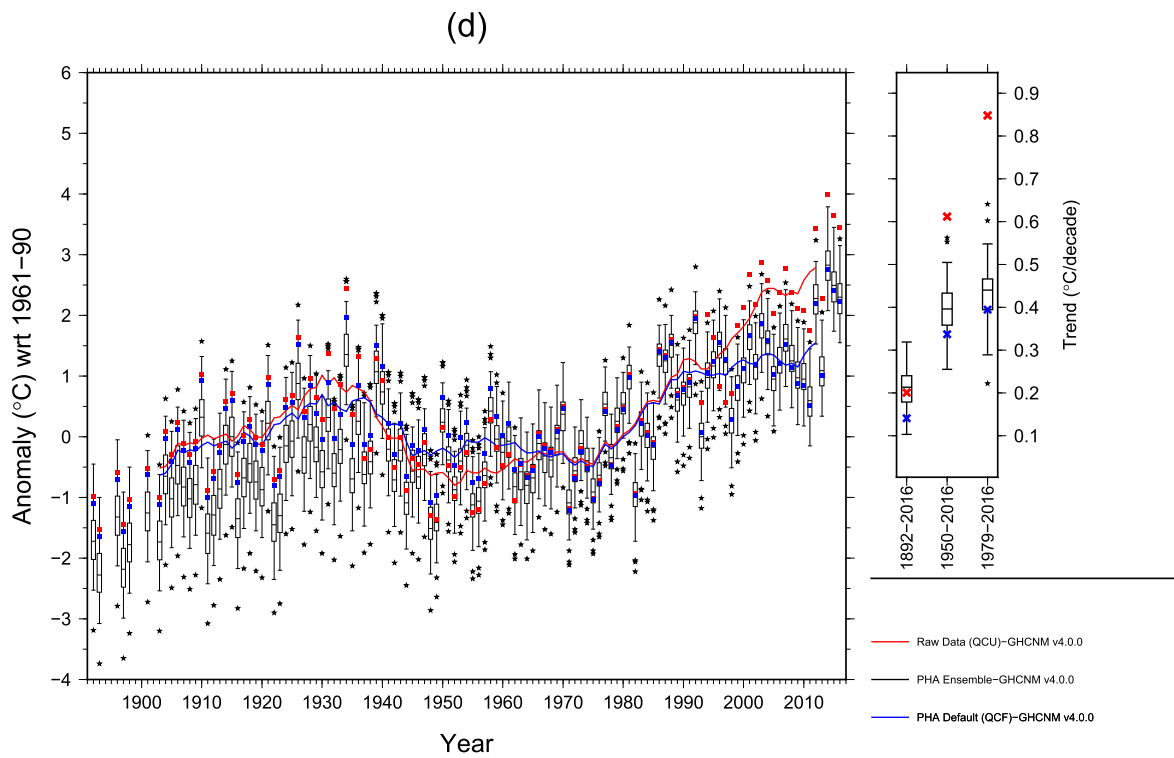 (d)
Anomaly (°C) wrt 1961−90
6
5
4
3
2
1
0
−1
−2
−3
−4
1900 1910 1920 1930 1940 1950 1960 1970 1980 1990 2000 2010
Year
0.9
0.8
0.7
0.6
0.5
0.4
0.3
0.2
0.1
Trend (°C/decade)
1892−2016
1950−2016
1979−2016
Raw Data (QCU)−GHCNM v4.0.0
PHA Ensemble−GHCNM v4.0.0
PHA Default (QCF)−GHCNM v4.0.0